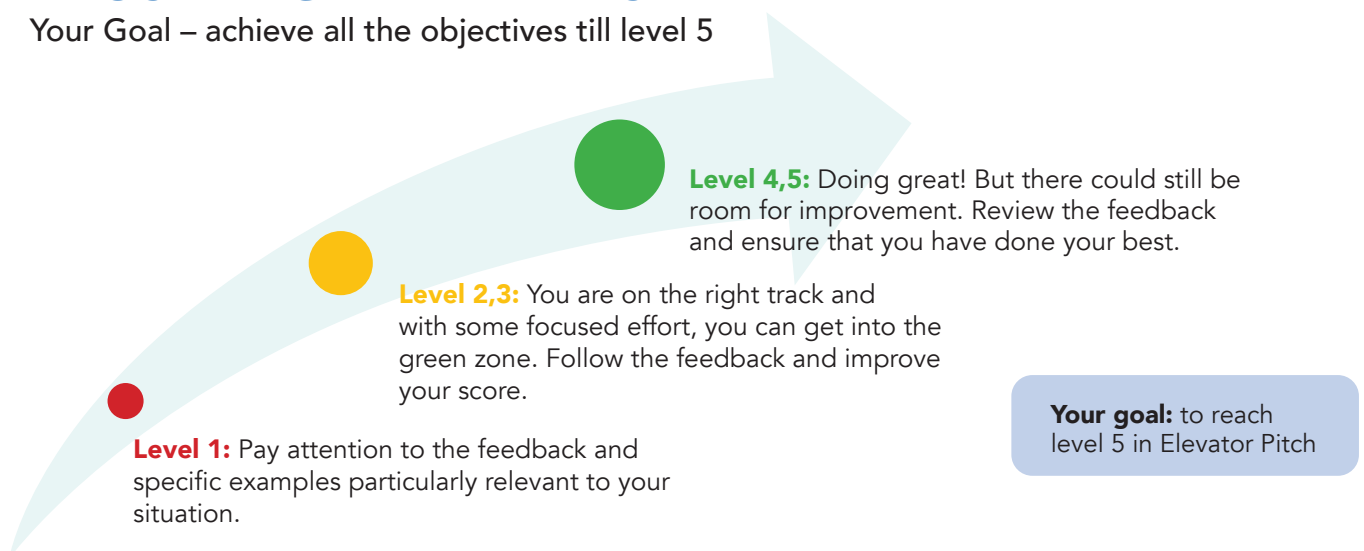 Your Goal – achieve all the objectives till level 5
Level 4,5: Doing great! But there could still be
room for improvement. Review the feedback
and ensure that you have done your best.
Level 2,3: You are on the right track and
with some focused effort, you can get into the
green zone. Follow the feedback and improve
your score.
Your goal: to reach
level 5 in Elevator Pitch
Level 1: Pay attention to the feedback and
specific examples particularly relevant to your
situation.